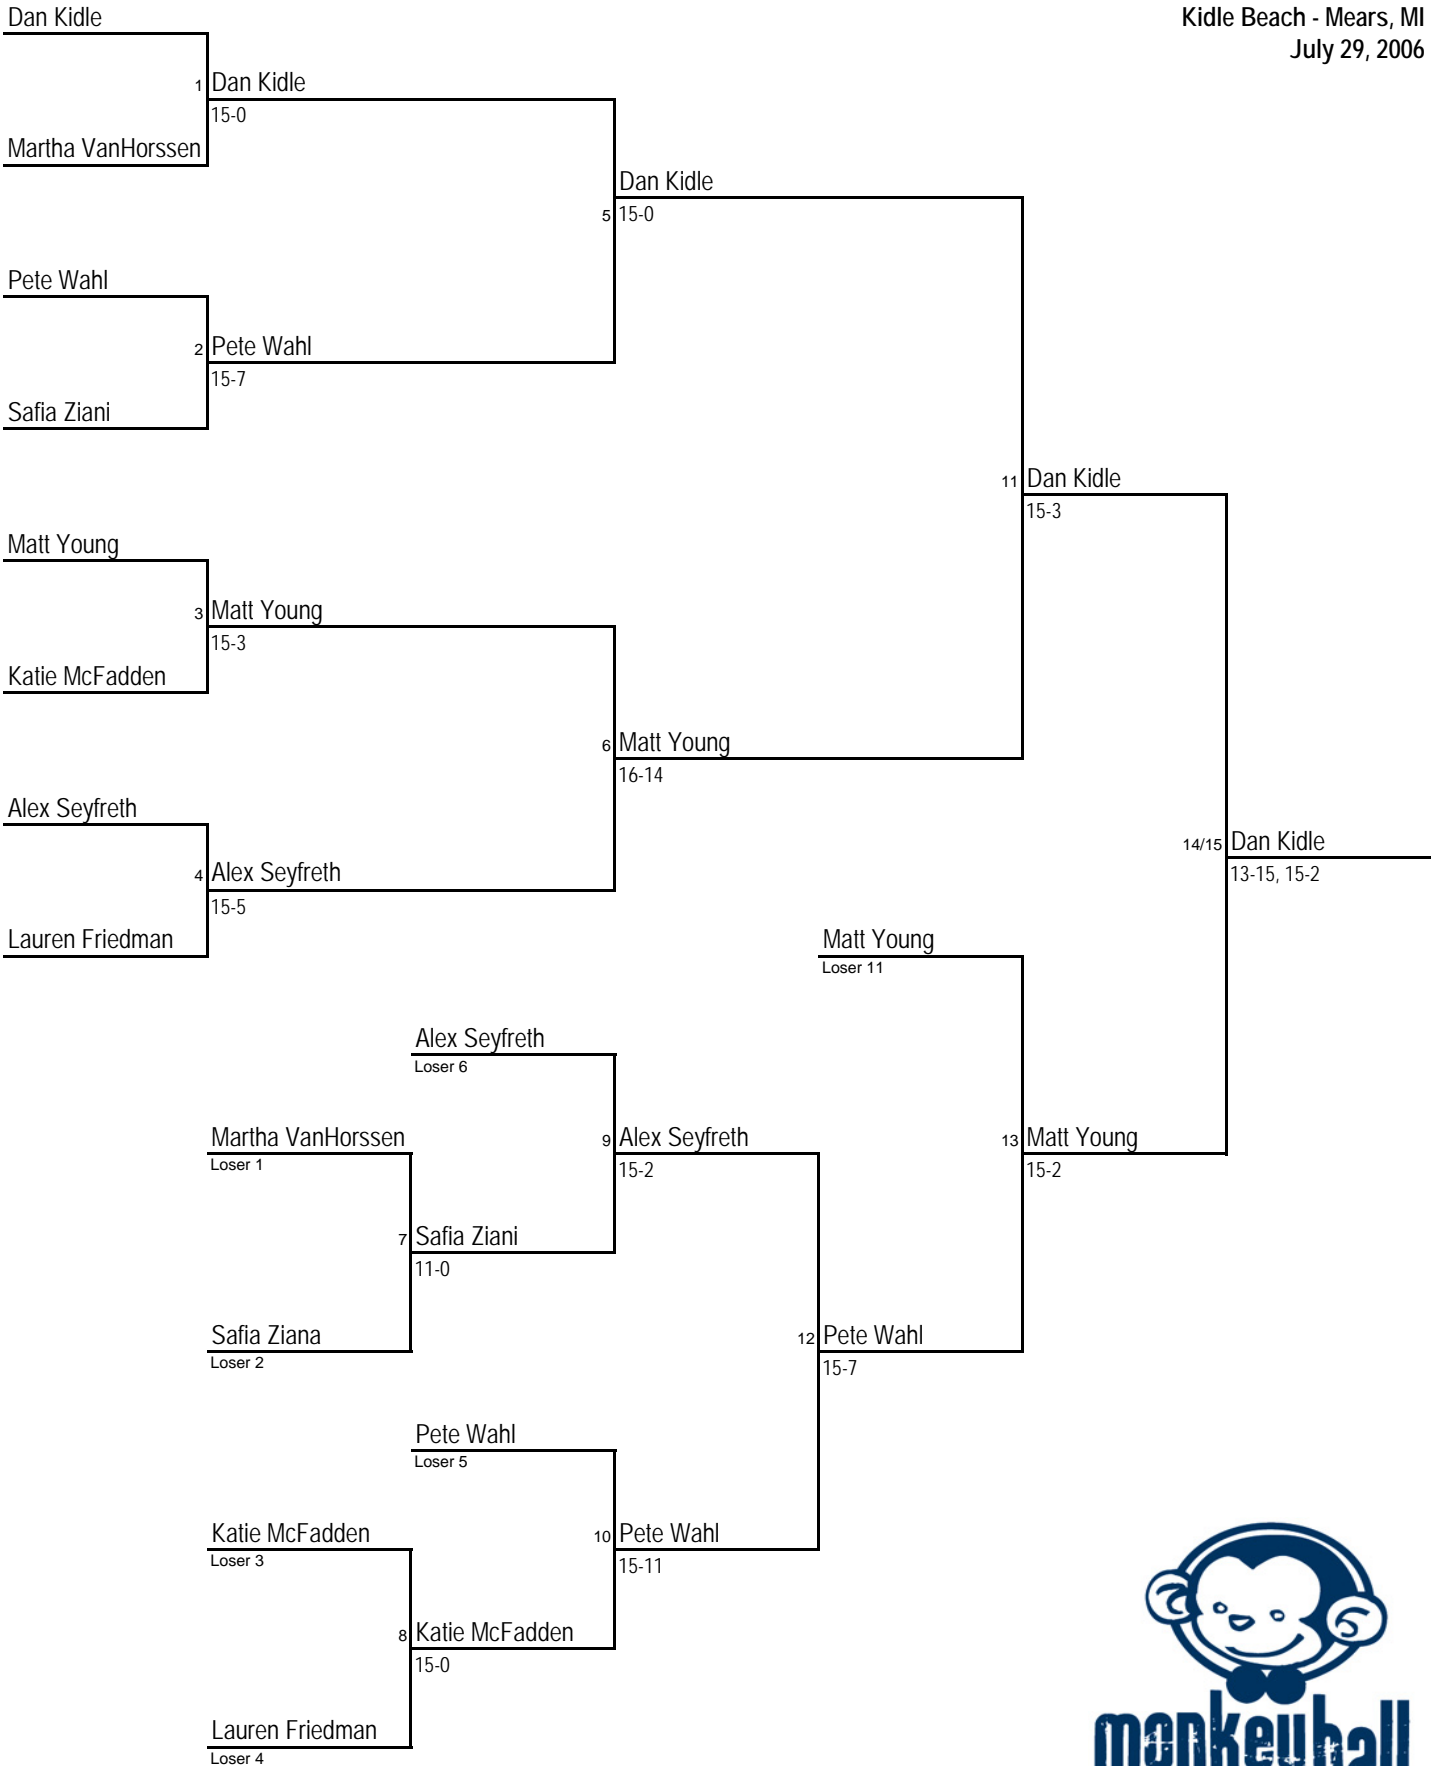 Dan Kidle
Kidle Beach - Mears, MI
July 29, 2006
1 Dan Kidle
15-0
Martha VanHorssen
Dan Kidle
5 15-0
Pete Wahl
2 Pete Wahl
15-7
Safia Ziani
11 Dan Kidle
15-3
Matt Young
3 Matt Young
15-3
Katie McFadden
6 Matt Young
16-14
Alex Seyfreth
14/15 Dan Kidle
13-15, 15-2
4 Alex Seyfreth
15-5
Lauren Friedman
Matt Young
Loser 11
Alex Seyfreth
Loser 6
Martha VanHorssen
Loser 1
9 Alex Seyfreth
15-2
13 Matt Young
15-2
7 Safia Ziani
11-0
Safia Ziana
Loser 2
12 Pete Wahl
15-7
Pete Wahl
Loser 5
Katie McFadden
Loser 3
10 Pete Wahl
15-11
8 Katie McFadden
15-0
Lauren Friedman
Loser 4
monkeyball